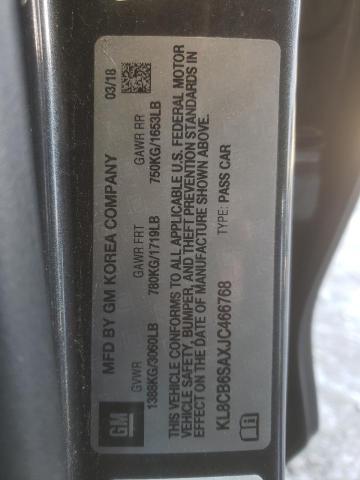 MFD BY GM KOREA COMPANY 03/18
GVWR GAWR FRT GAWR RR
1388KG/3060LB 780KG/1719LB 750KG/1653LB
THIS VEHICLE CONFORMS TO ALL APPLICABLE U.S. FEDERAL MOTOR
VEHICLE SAFETY, BUMPER, AND THEFT PREVENTION STANDARDS IN
EFFECT ON THE DATE OF MANUFACTURE SHOWN ABOVE.
KL8CB6SAXJC466768 TYPE: PASS CAR
GM